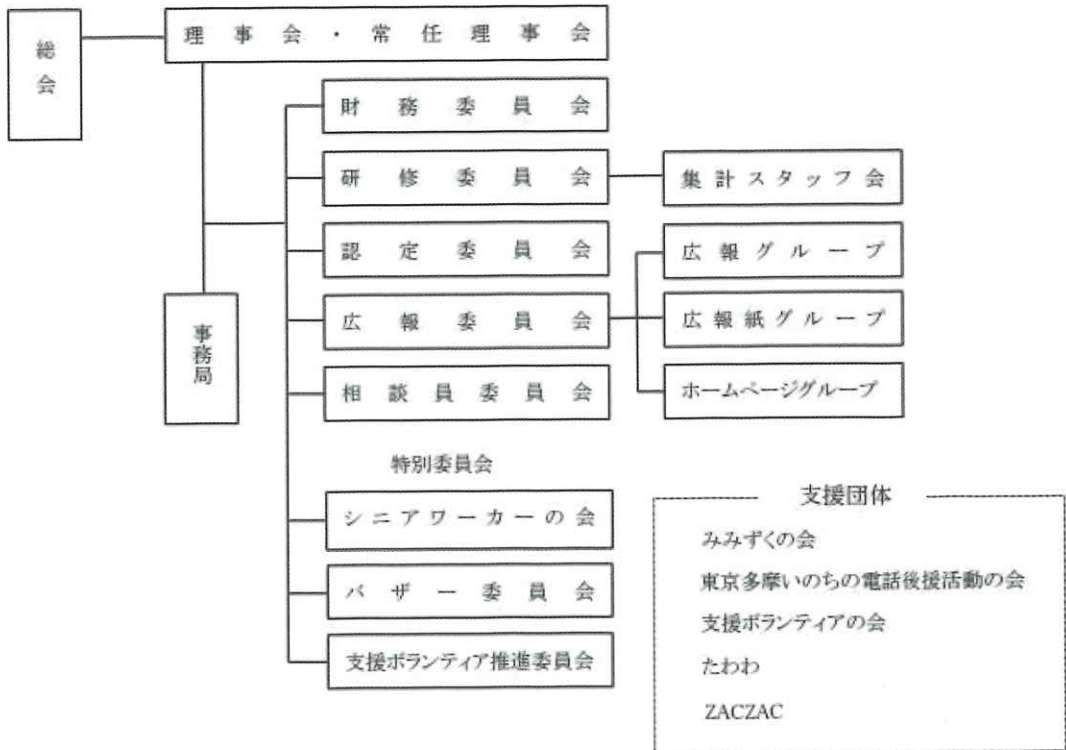 総会
理事会・常任理事会
財務委員会
研修委員会
集計スタッフ会
認定委員会
広報グループ
広報委員会
広報紙グループ
事務局
相談員委員会
ホームページグループ
特別委員会
シニアワーカーの会
バザー委員会
支援ボランティア推進委員会
支援団体
みみずくの会
東京多摩いのちの電話後援活動の会
支援ボランティアの会
たわわ
ZACZAC